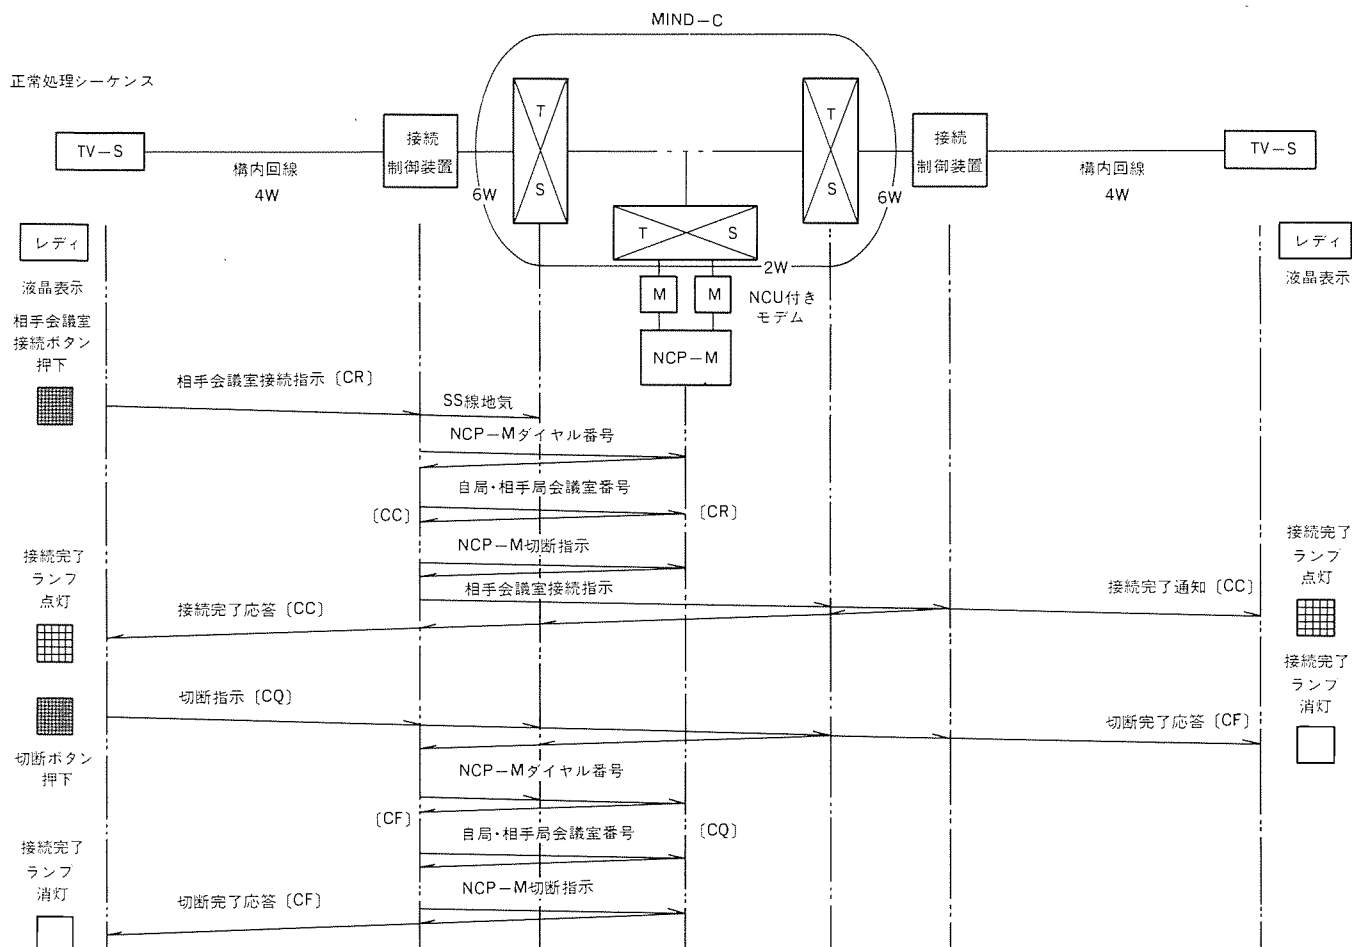 MIND-C
正常処理シーケンス
TV-S
構内回線
4W
接続
制御装置
6W
T
S
T
S
6W
接続
制御装置
構内回線
4W
TV-S
T S
2W
M M
NCU付き
モデム
NCP-M
レディ
液晶表示
レディ
液晶表示
相手会議室
接続ボタン
押下
相手会議室接続指示〔CR〕
SS線地気
NCP-Mダイヤル番号
自局・相手局会議室番号
〔CC〕
〔CR〕
NCP-M切断指示
相手会議室接続指示
接続完了
ランプ
点灯
接続完了応答〔CC〕
接続完了通知〔CC〕
接続完了
ランプ
点灯
切断指示〔CQ〕
切断ボタン
押下
切断完了応答〔CF〕
接続完了
ランプ
消灯
NCP-Mダイヤル番号
〔CF〕
〔CQ〕
自局・相手局会議室番号
NCP-M切断指示
接続完了
ランプ
消灯
切断完了応答〔CF〕